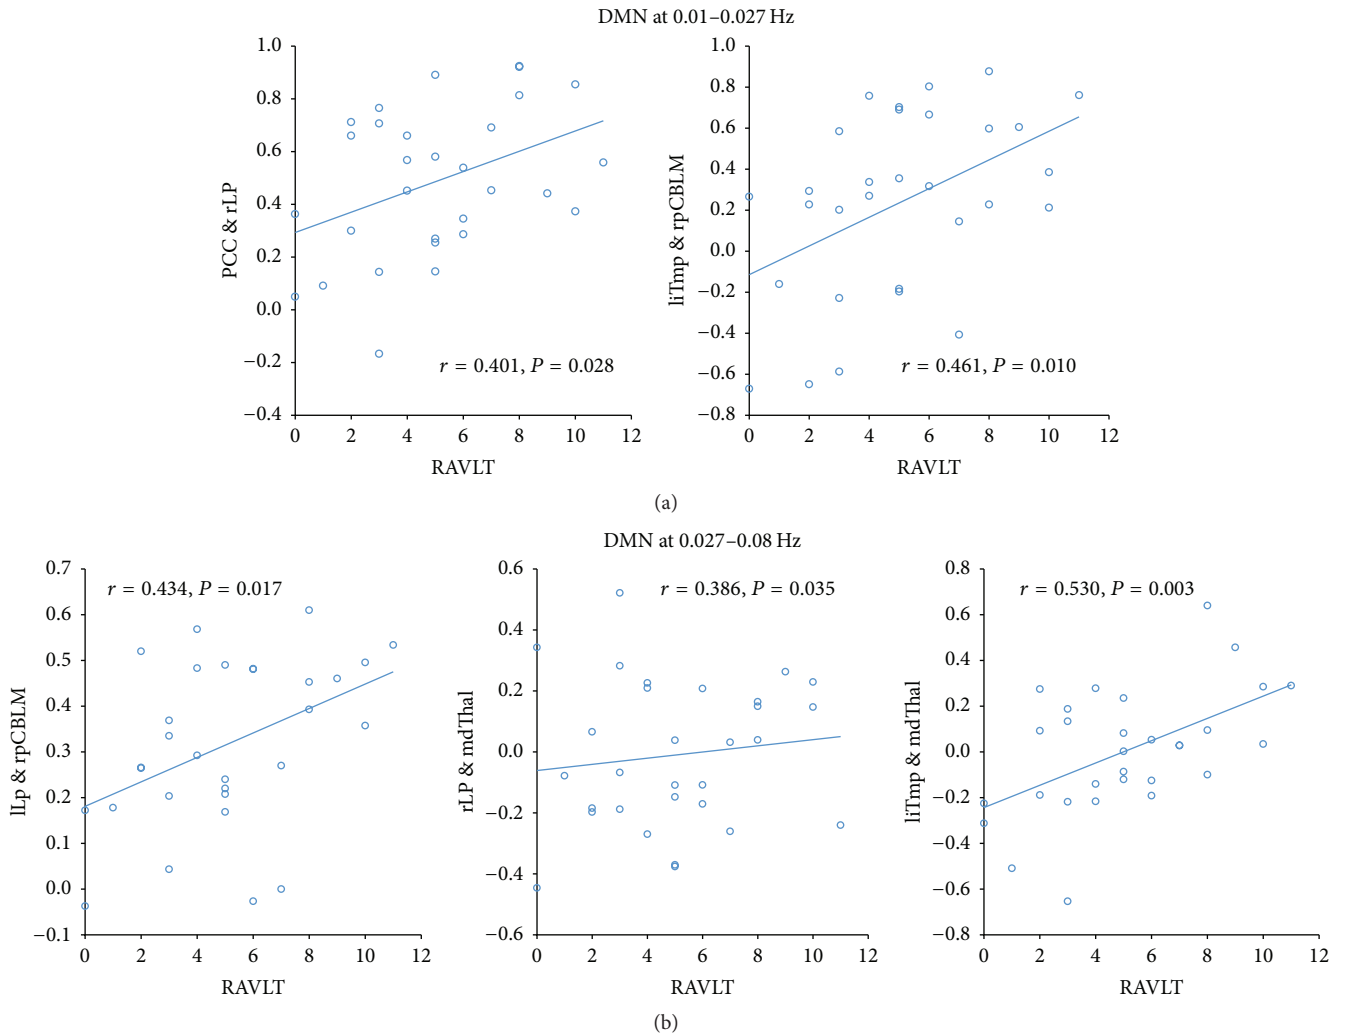 DMN at 0.01–0.027 Hz
PCC & rLP
1.0
0.8
0.6
0.4
0.2
0.0
−0.2
−0.4
0 2 4 6 8 10 12
RAVLT
r = 0.401, P = 0.028
liTmp & rpCBLM
1.0
0.8
0.6
0.4
0.2
0.0
−0.2
−0.4
−0.6
−0.8
0 2 4 6 8 10 12
RAVLT
r = 0.461, P = 0.010
(a)
DMN at 0.027–0.08 Hz
lLp & rpCBLM
0.7
0.6
0.5
0.4
0.3
0.2
0.1
0.0
−0.1
0 2 4 6 8 10 12
RAVLT
r = 0.434, P = 0.017
rLP & mdThal
0.6
0.4
0.2
0.0
−0.2
−0.4
−0.6
0 2 4 6 8 10 12
RAVLT
r = 0.386, P = 0.035
liTmp & mdThal
0.8
0.6
0.4
0.2
0.0
−0.2
−0.4
−0.6
−0.8
0 2 4 6 8 10 12
RAVLT
r = 0.530, P = 0.003
(b)